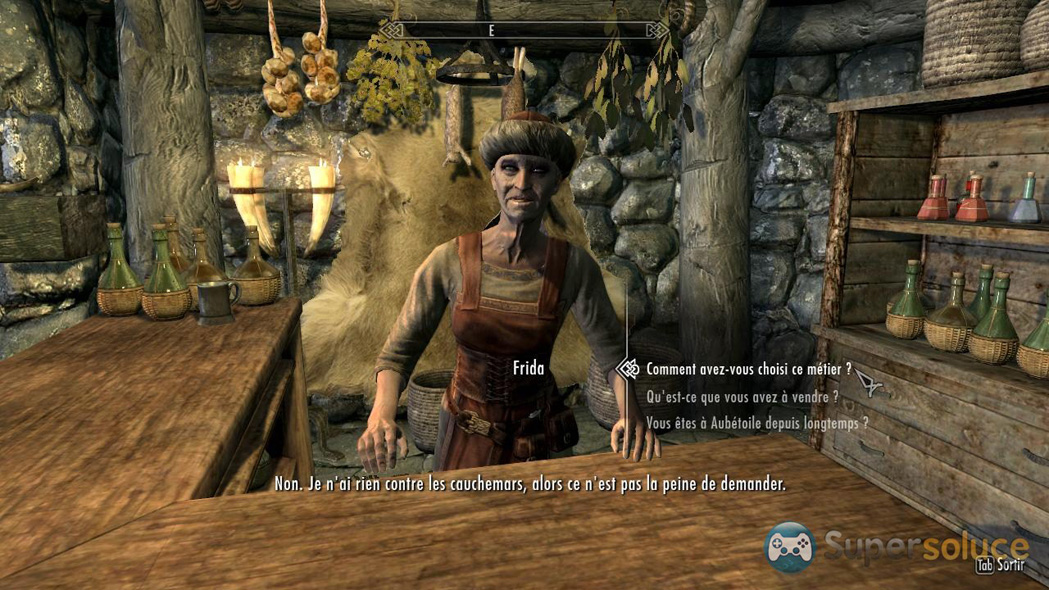 E
Frida
Comment avez-vous choisi ce métier ?
Qu'est-ce que vous avez à vendre ?
Vous êtes à Aubétoile depuis longtemps ?
Non. Je n'ai rien contre les cauchemars, alors ce n'est pas la peine de demander.
Supersoluce
Tab Sortir